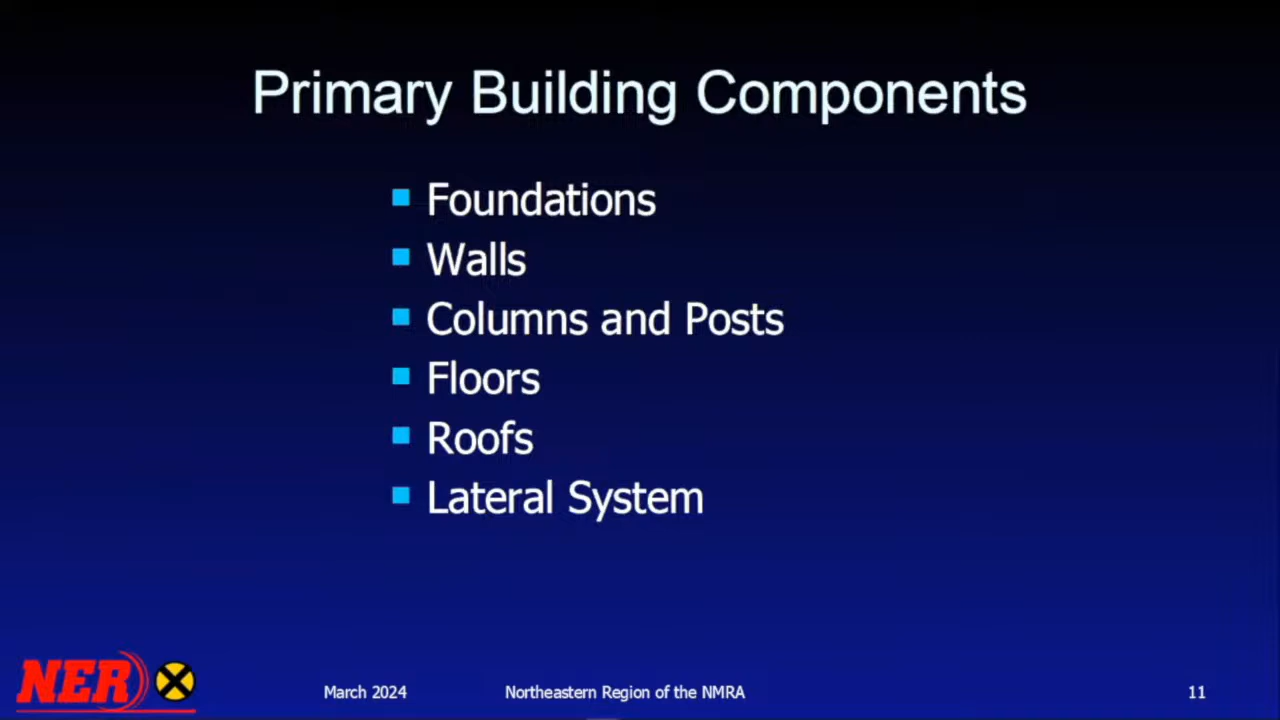 Primary Building Components
Foundations
Walls
Columns and Posts
Floors
Roofs
Lateral System
NER
March 2024
Northeastern Region of the NMRA
11